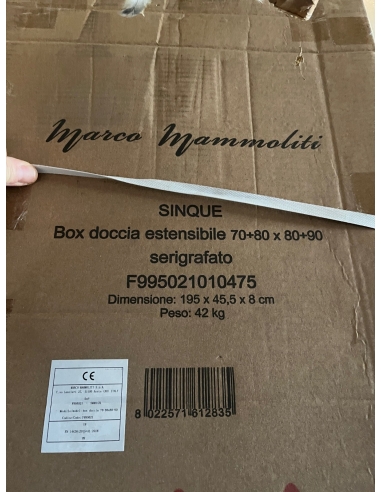 Marco Mammoliti
SINQUE
Box doccia estensibile 70÷80 x 80÷90
serigrafato
F995021010475
Dimensione: 195 x 45,5 x 8 cm
Peso: 42 kg
CE
8 022571 612835